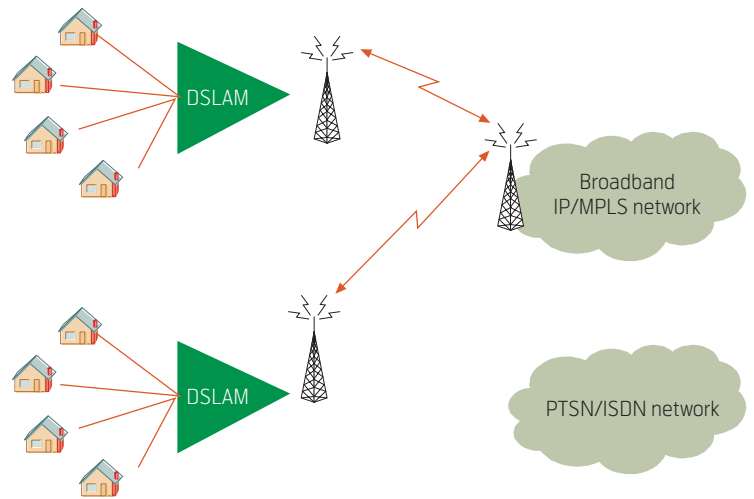 DSLAM
Broadband
IP/MPLS network
DSLAM
PTSN/ISDN network